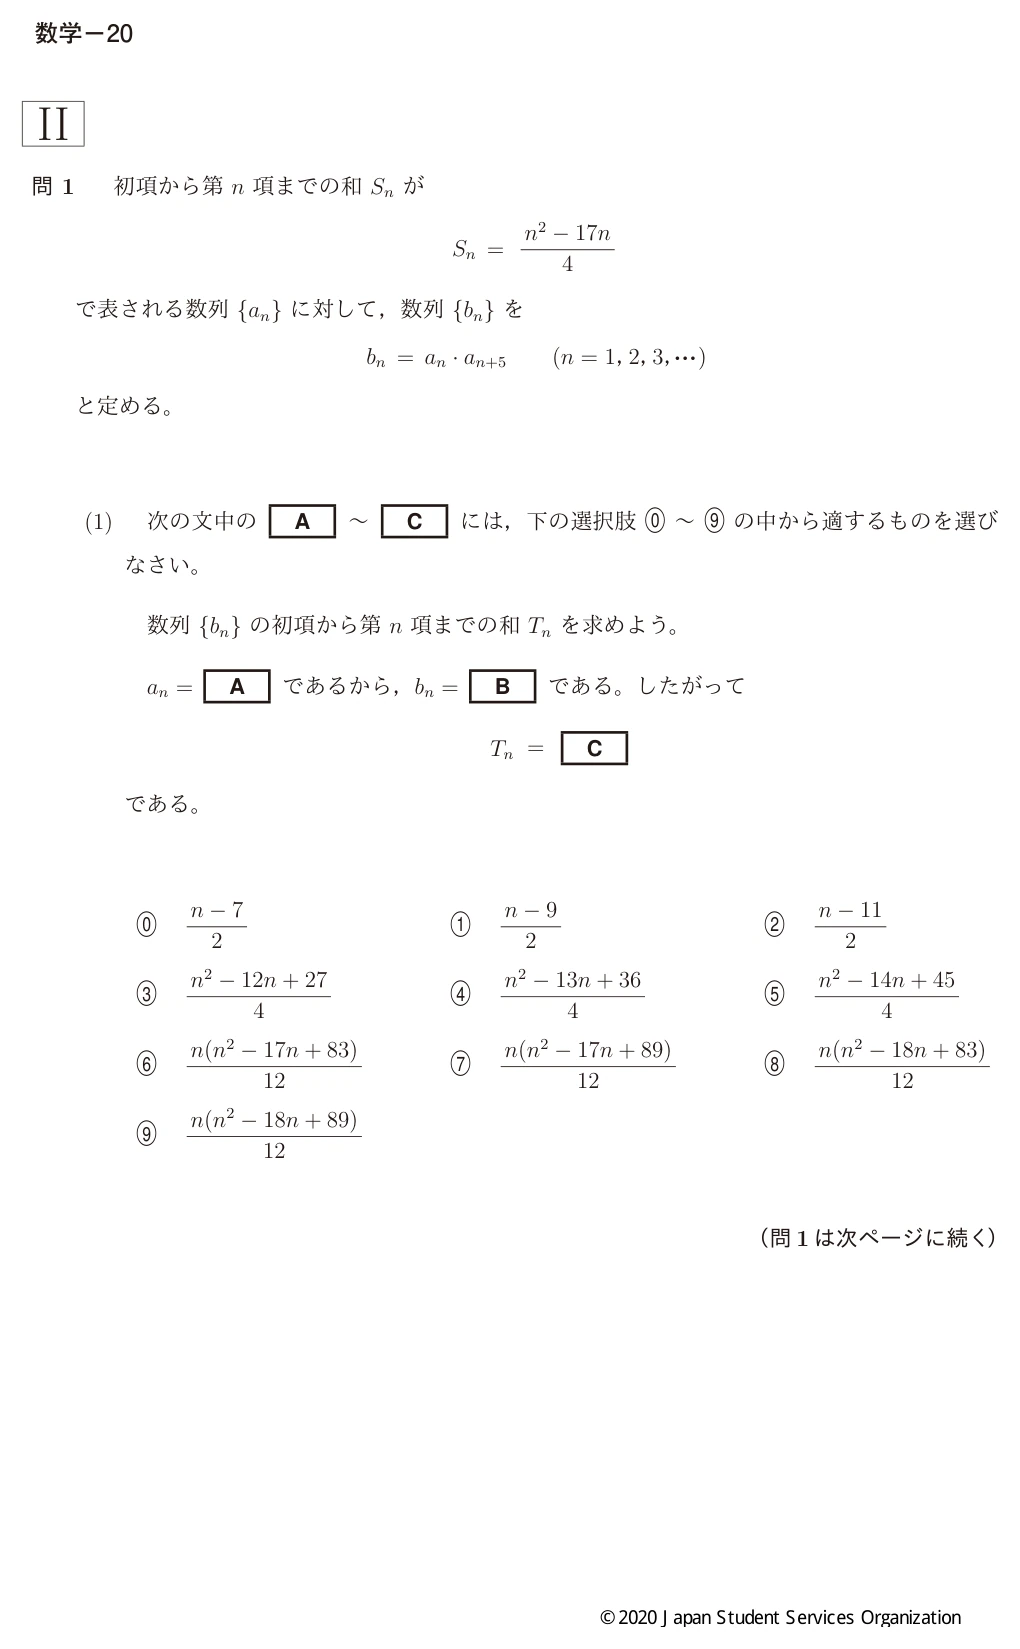 数学－20
II
問 1　初項から第 n 項までの和 Sₙ が
Sₙ = (n² − 17n)/4
で表される数列 {aₙ} に対して，数列 {bₙ} を
bₙ = aₙ · aₙ₊₅　(n = 1, 2, 3, …)
と定める。
(1)　次の文中の A ～ C には，下の選択肢 ⓪ ～ ⑨ の中から適するものを選び
なさい。
数列 {bₙ} の初項から第 n 項までの和 Tₙ を求めよう。
aₙ = A であるから，bₙ = B である。したがって
Tₙ = C
である。
⓪ (n − 7)/2　① (n − 9)/2　② (n − 11)/2
③ (n² − 12n + 27)/4　④ (n² − 13n + 36)/4　⑤ (n² − 14n + 45)/4
⑥ n(n² − 17n + 83)/12　⑦ n(n² − 17n + 89)/12　⑧ n(n² − 18n + 83)/12
⑨ n(n² − 18n + 89)/12
（問 1 は次ページに続く）
© 2020 Japan Student Services Organization